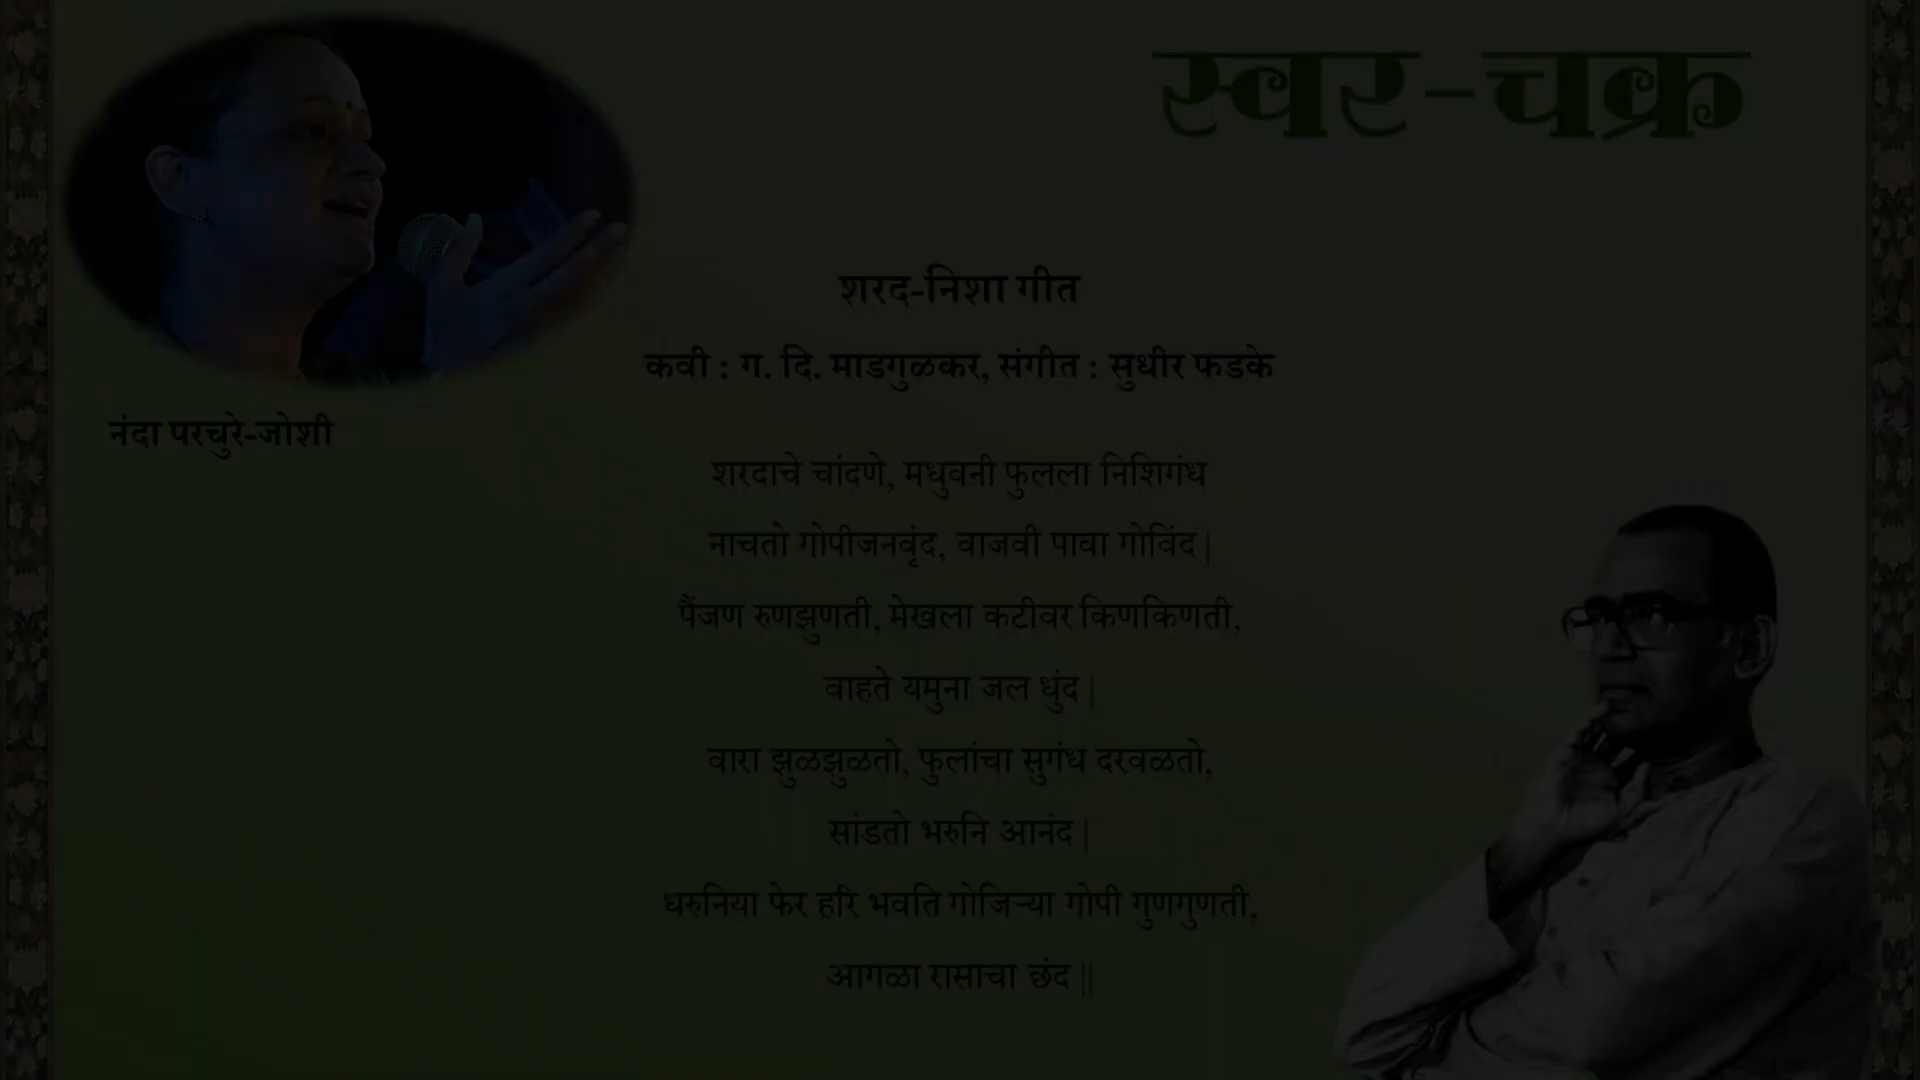 स्वर-चक्र
शरद-निशा गीत
कवी : ग. दि. माडगुळकर, संगीत : सुधीर फडके
नंदा परचुरे-जोशी
शरदाचे चांदणे, मधुवनी फुलला निशिगंध
नाचतो गोपीजनवृंद, वाजवी पावा गोविंद |
पैंजण रुणझुणती, मेखला कटीवर किणकिणती,
वाहते यमुना जल धुंद |
वारा झुळझुळतो, फुलांचा सुगंध दरवळतो,
सांडतो भरुनि आनंद |
धरुनिया फेर हरि भवति गोजिऱ्या गोपी गुणगुणती,
आगळा रासाचा छंद ||